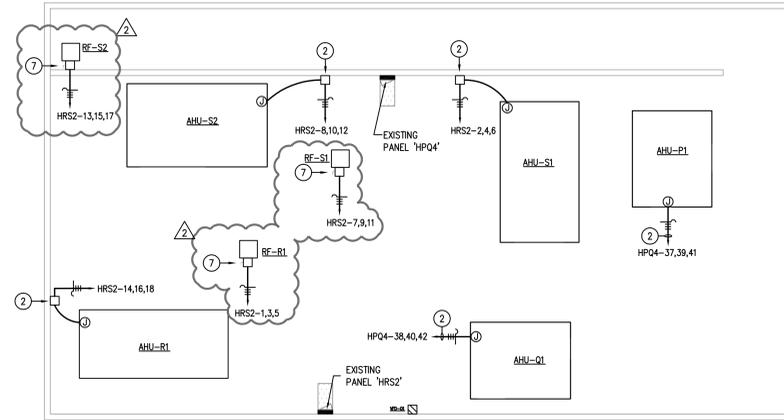 2
RF-S2
7
HRS2-13,15,17
AHU-S2
J
2
HRS2-8,10,12
EXISTING
PANEL 'HPQ4'
2
HRS2-2,4,6
J
AHU-S1
AHU-P1
J
2
HPQ4-37,39,41
RF-S1
7
HRS2-7,9,11
2
RF-R1
7
HRS2-1,3,5
HRS2-14,16,18
2
J
AHU-R1
2
HPQ4-38,40,42
J
AHU-Q1
EXISTING
PANEL 'HRS2'